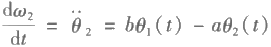 dω₂/dt = θ̈₂ = bθ₁(t) − aθ₂(t)